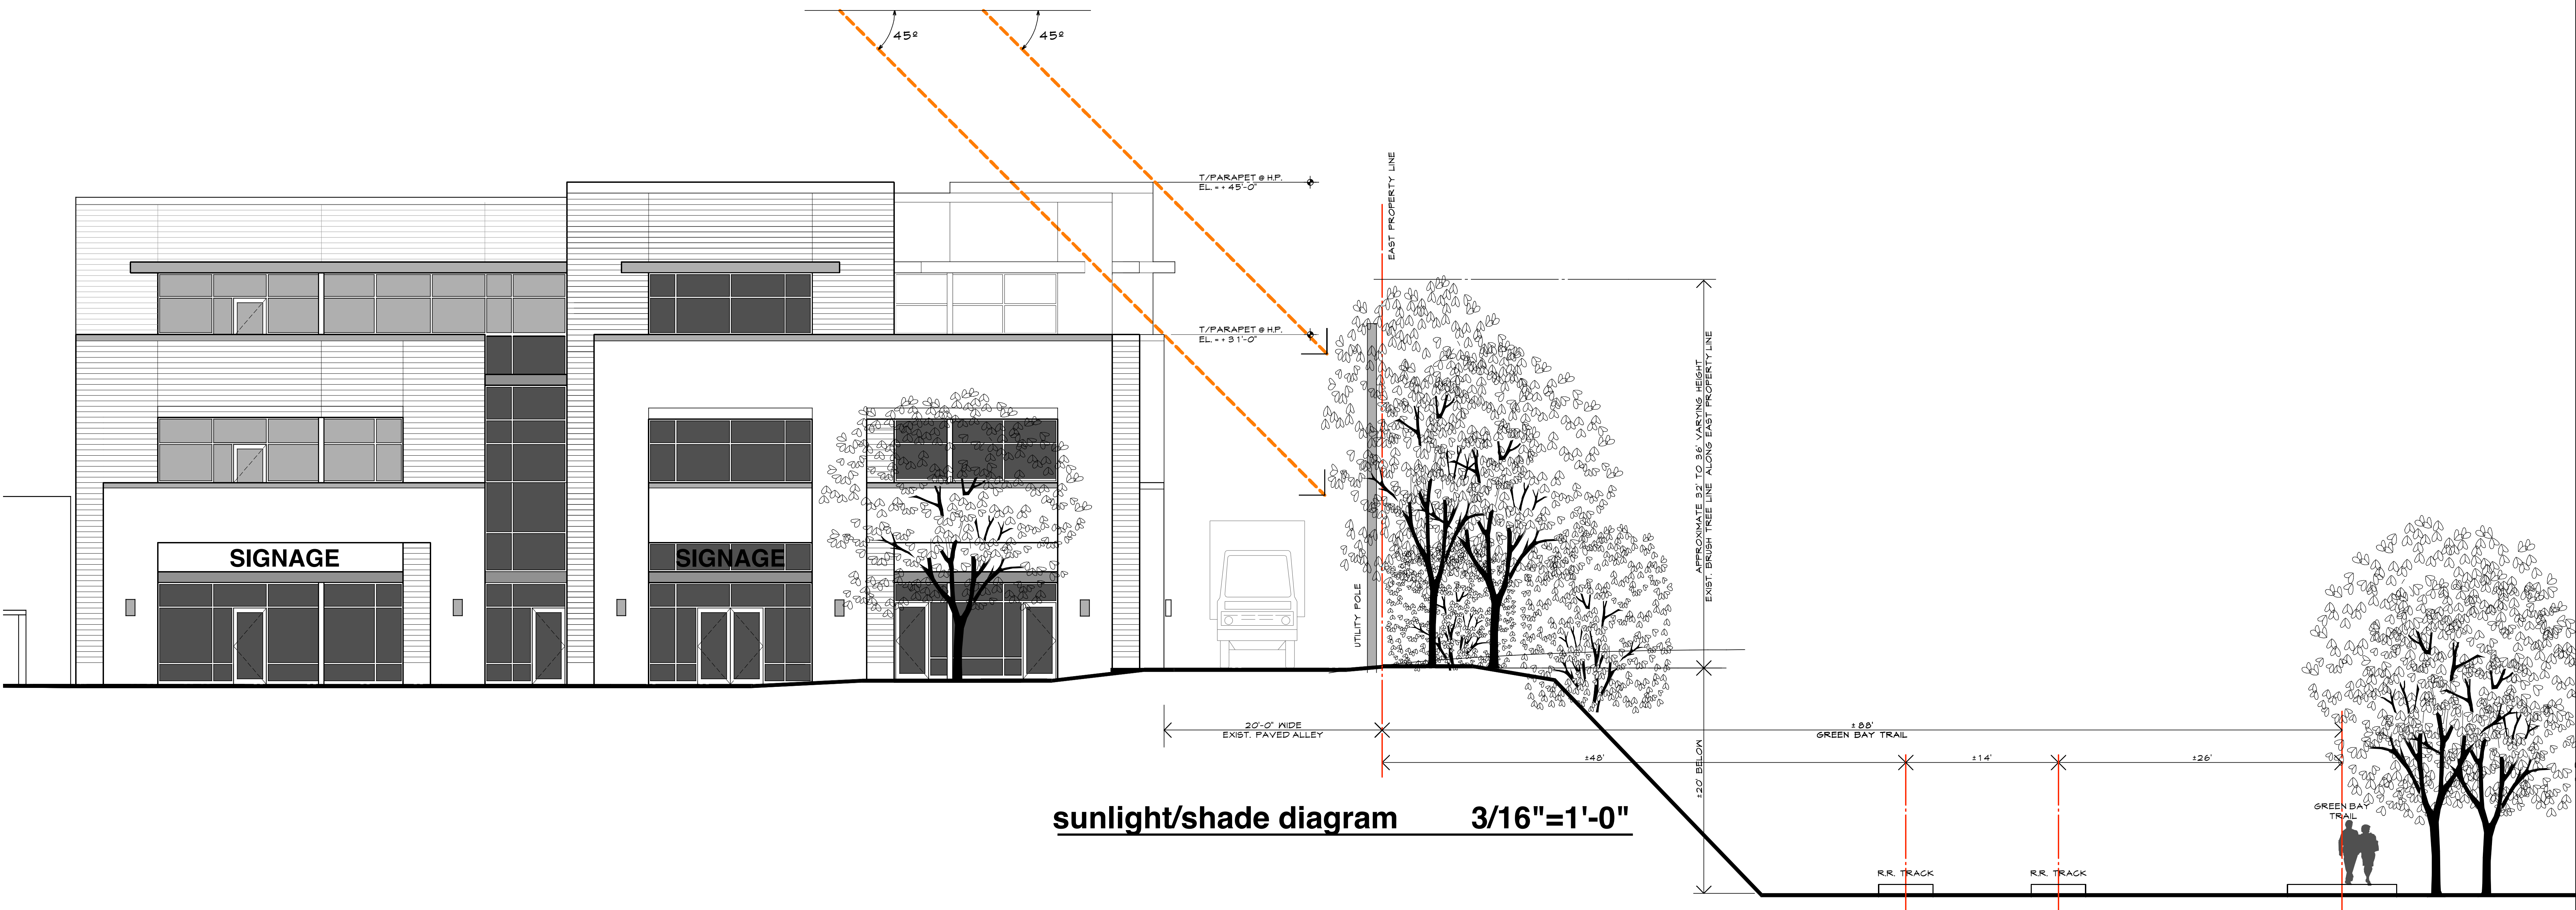 45º
45º
T/PARAPET @ H.P.
EL. = + 45'-0"
EAST PROPERTY LINE
T/PARAPET @ H.P.
EL. = + 31'-0"
APPROXIMATE 32' TO 36' VARYING HEIGHT
EXIST. BRUSH TREE LINE ALONG EAST PROPERTY LINE
SIGNAGE
SIGNAGE
UTILITY POLE
20'-0" WIDE
EXIST. PAVED ALLEY
±88'
GREEN BAY TRAIL
±48'
±14'
±26'
±20' BELOW
sunlight/shade diagram 3/16"=1'-0"
GREEN BAY
TRAIL
R.R. TRACK
R.R. TRACK